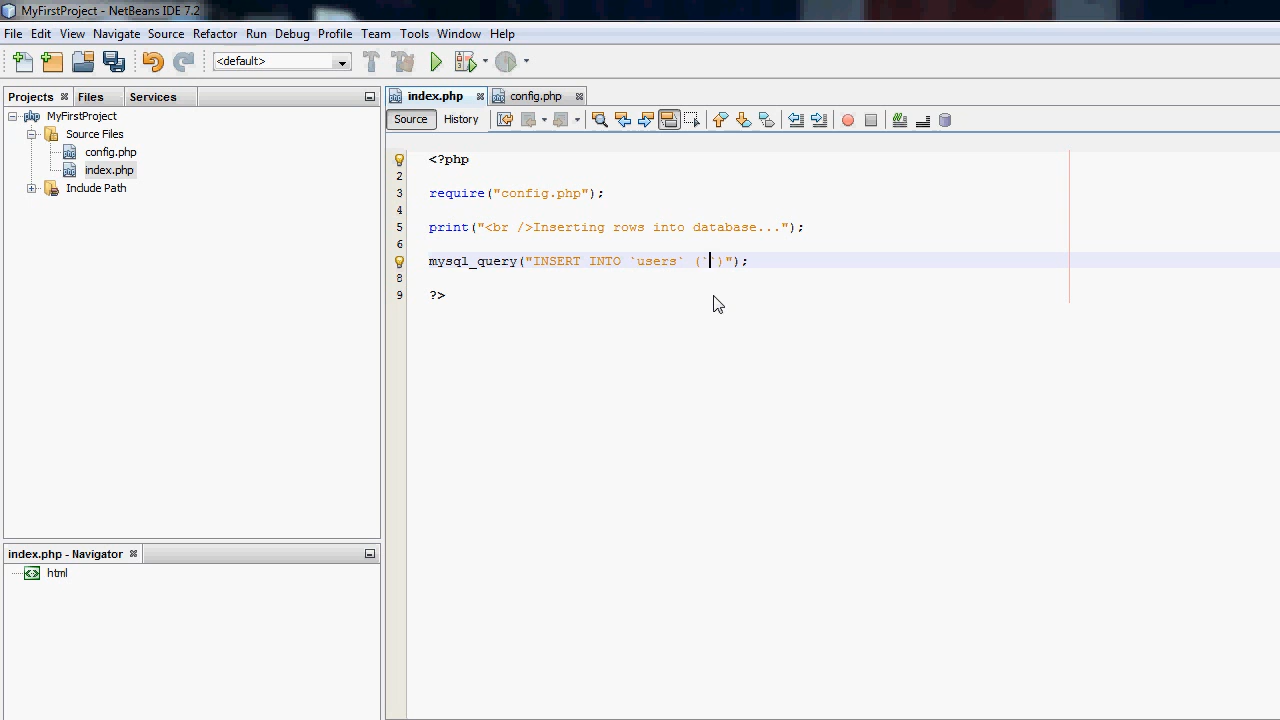 MyFirstProject - NetBeans IDE 7.2
File Edit View Navigate Source Refactor Run Debug Profile Team Tools Window Help
<default>
Projects Files Services
MyFirstProject
Source Files
config.php
index.php
Include Path
index.php - Navigator
html
index.php config.php
Source History
<?php
2
3 require("config.php");
4
5 print("<br />Inserting rows into database...");
6
mysql_query("INSERT INTO `users` (``)");
8
9 ?>